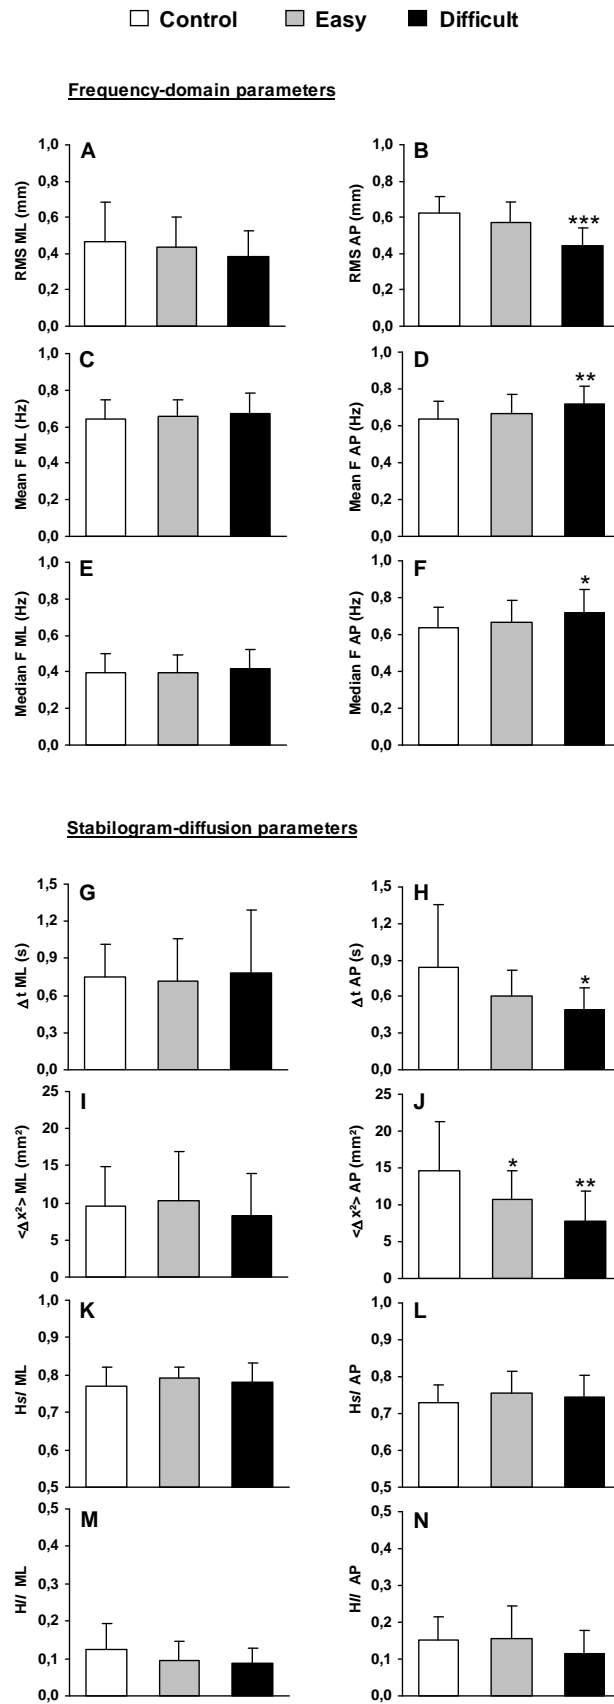 Control Easy Difficult
Frequency-domain parameters
A
RMS ML (mm)
1,0
0,8
0,6
0,4
0,2
0,0
B
RMS AP (mm)
1,0
0,8
0,6
0,4
0,2
0,0
***
C
Mean F ML (Hz)
1,0
0,8
0,6
0,4
0,2
0,0
D
Mean F AP (Hz)
1,0
0,8
0,6
0,4
0,2
0,0
**
E
Median F ML (Hz)
1,0
0,8
0,6
0,4
0,2
0,0
F
Median F AP (Hz)
1,0
0,8
0,6
0,4
0,2
0,0
*
Stabilogram-diffusion parameters
G
Δt ML (s)
1,5
1,2
0,9
0,6
0,3
0,0
H
Δt AP (s)
1,5
1,2
0,9
0,6
0,3
0,0
*
I
<Δx²> ML (mm²)
25
20
15
10
5
0
J
<Δx²> AP (mm²)
25
20
15
10
5
0
*
**
K
Hsl ML
1,0
0,9
0,8
0,7
0,6
0,5
L
Hsl AP
1,0
0,9
0,8
0,7
0,6
0,5
M
Hll ML
0,5
0,4
0,3
0,2
0,1
0,0
N
Hll AP
0,5
0,4
0,3
0,2
0,1
0,0